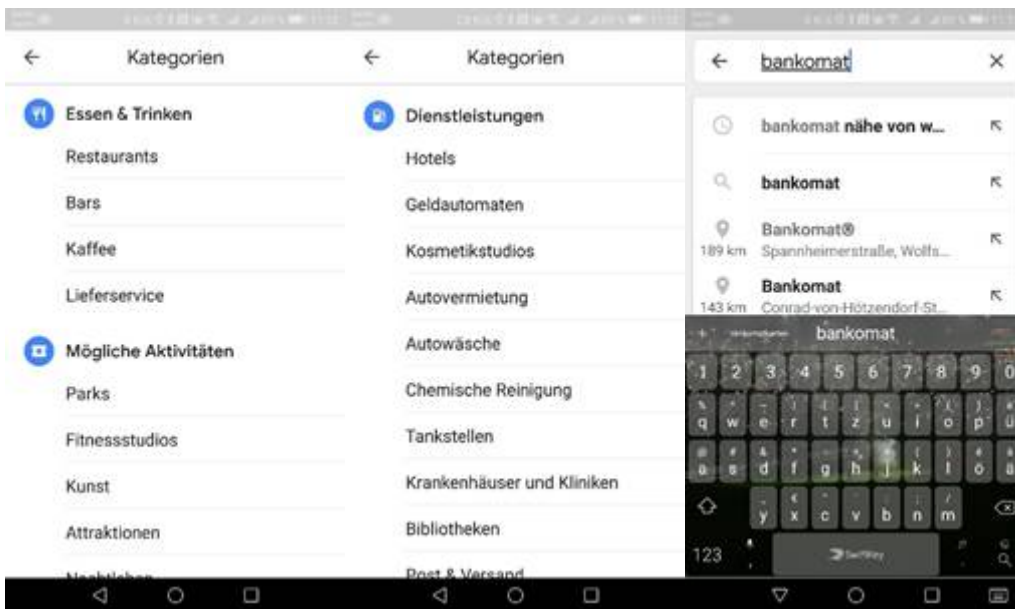 Kategorien
Essen & Trinken
Restaurants
Bars
Kaffee
Lieferservice
Mögliche Aktivitäten
Parks
Fitnessstudios
Kunst
Attraktionen
Nachtleben
Kategorien
Dienstleistungen
Hotels
Geldautomaten
Kosmetikstudios
Autovermietung
Autowäsche
Chemische Reinigung
Tankstellen
Krankenhäuser und Kliniken
Bibliotheken
Post & Versand
bankomat
bankomat nähe von w...
bankomat
Bankomat®
189 km Spannheimerstraße, Wolfs...
Bankomat
143 km Conrad-von-Hötzendorf-St...
bankomat
1 2 3 4 5 6 7 8 9 0
q w e r t z u i o p ü
a s d f g h j k l ö ä
y x c v b n m
123 SwiftKey